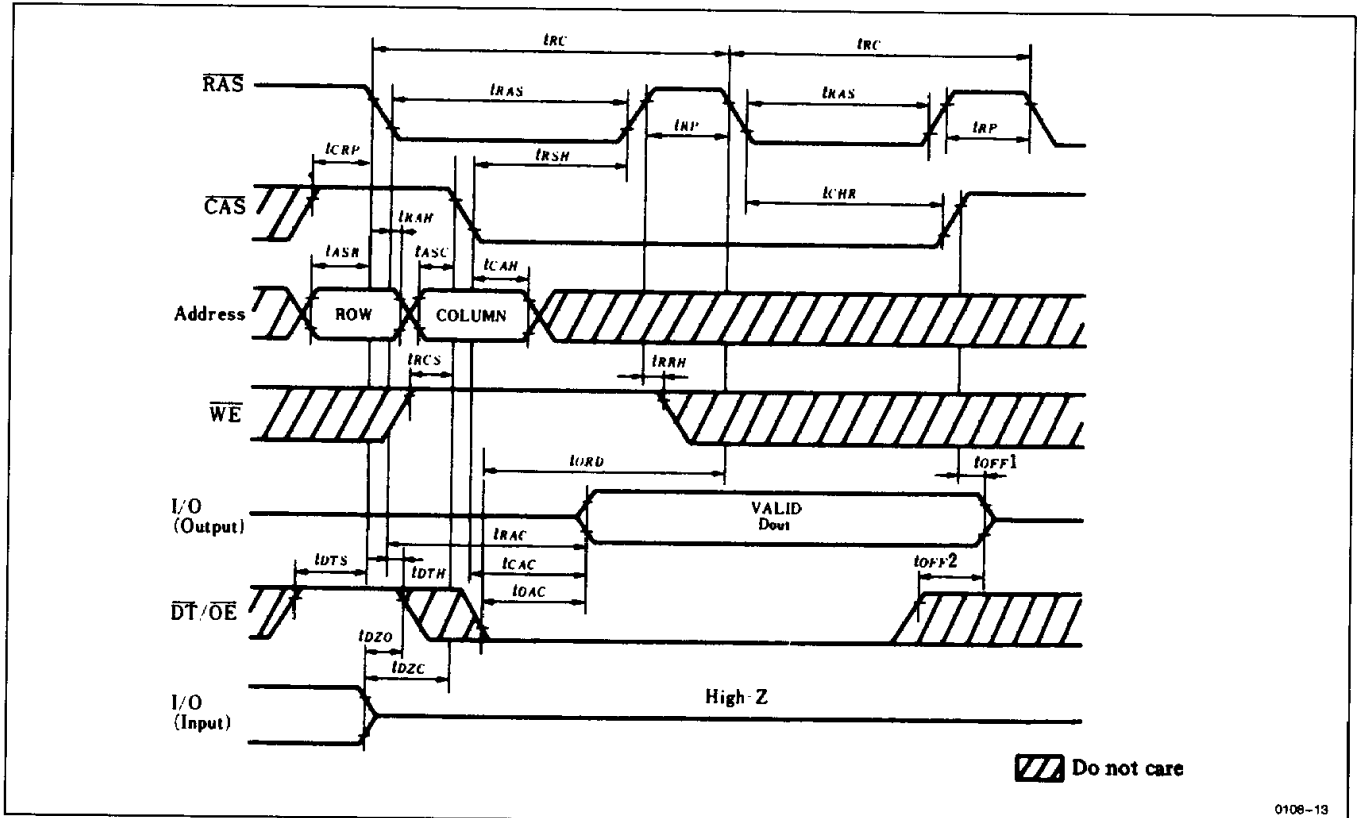 tRC tRC
RAS
tRAS tRAS
tRP tRP
tCRP tRSH
CAS tRAH tCHR
tASR tASC tCAH
Address ROW COLUMN
tRCS tRRH
WE
tORD tOFF1
I/O
(Output)
VALID
Dout
tRAC
tDTS tDTH tCAC tOFF2
tOAC
DT/OE
tDZO
tDZC
I/O
(Input)
High-Z
Do not care
0108-13